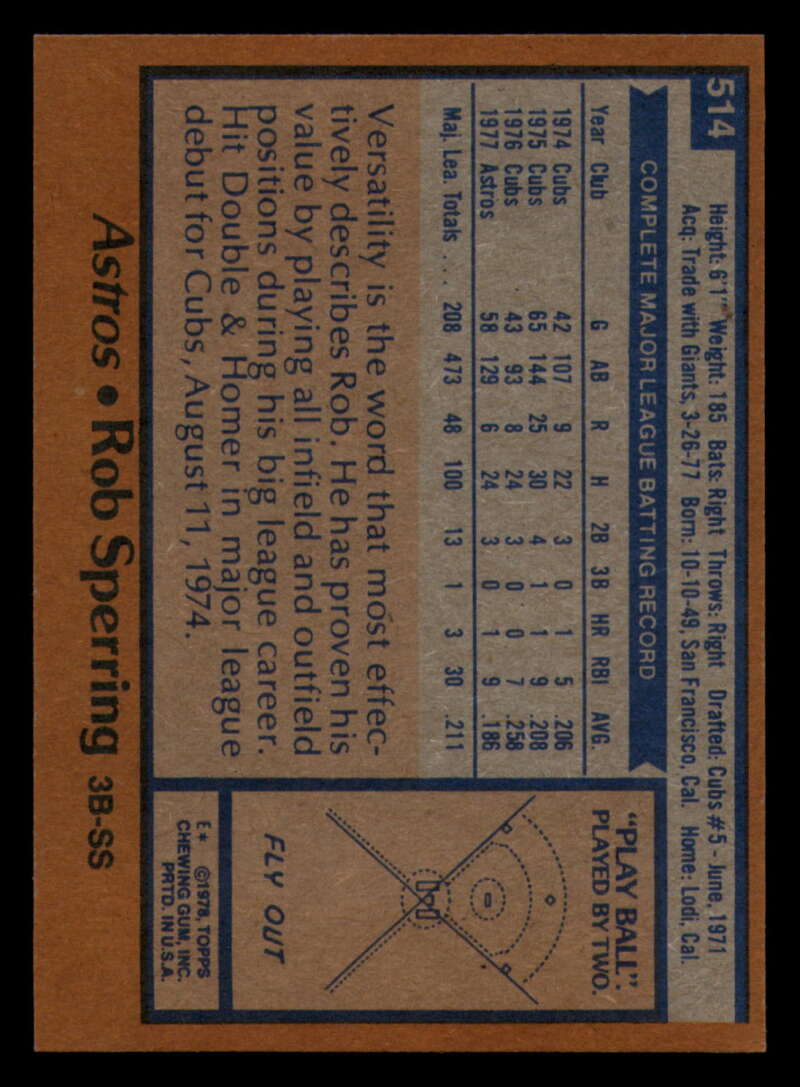 514
Height: 6'1" Weight: 185 Bats: Right Throws: Right Drafted: Cubs #5 - June, 1971
Acq: Trade with Giants, 3-26-77 Born: 10-10-49, San Francisco, Cal. Home: Lodi, Cal.
COMPLETE MAJOR LEAGUE BATTING RECORD
Year Club G AB R H 2B 3B HR RBI AVG.
1974 Cubs 42 107 9 22 3 0 1 5 .206
1975 Cubs 65 144 25 30 4 1 1 9 .208
1976 Cubs 43 93 8 24 3 0 0 7 .258
1977 Astros 58 129 6 24 3 0 1 9 .186
Maj. Lea. Totals . . . 208 473 48 100 13 1 3 30 .211
Versatility is the word that most effec-
tively describes Rob. He has proven his
value by playing all infield and outfield
positions during his big league career.
Hit Double & Homer in major league
debut for Cubs, August 11, 1974.
"PLAY BALL":
PLAYED BY TWO.
FLY OUT
E* ©1978, TOPPS
CHEWING GUM, INC.
PRTD. IN U.S.A.
Astros • Rob Sperring 3B-SS